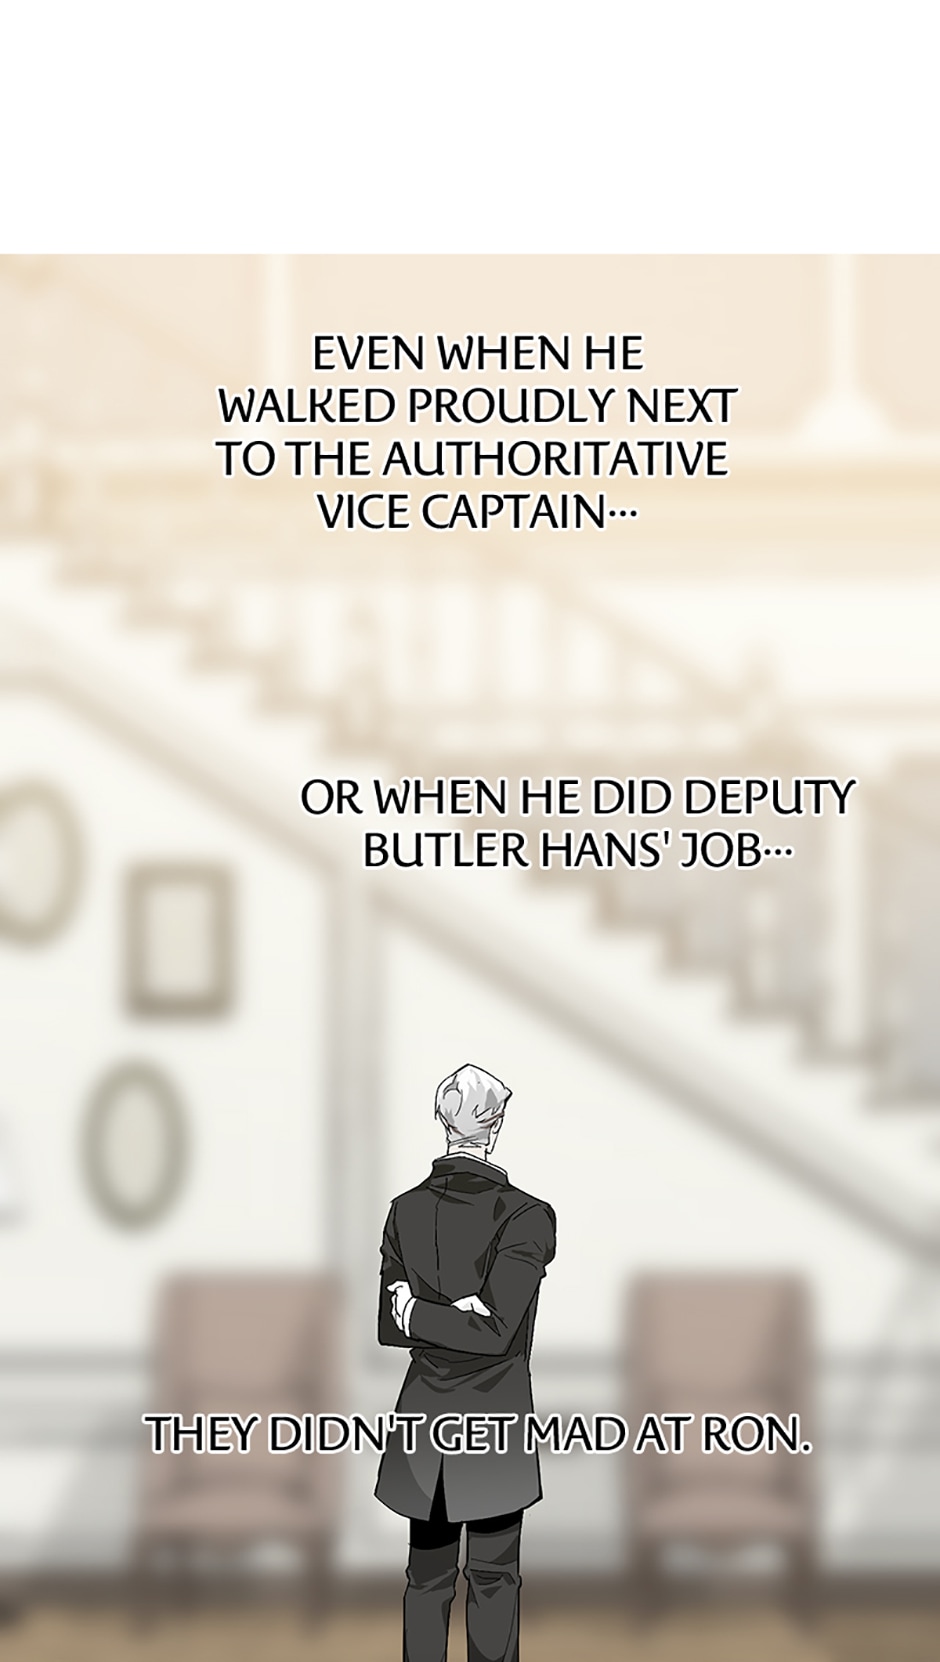 EVEN WHEN HE
WALKED PROUDLY NEXT
TO THE AUTHORITATIVE
VICE CAPTAIN···
OR WHEN HE DID DEPUTY
BUTLER HANS' JOB···
THEY DIDN'T GET MAD AT RON.